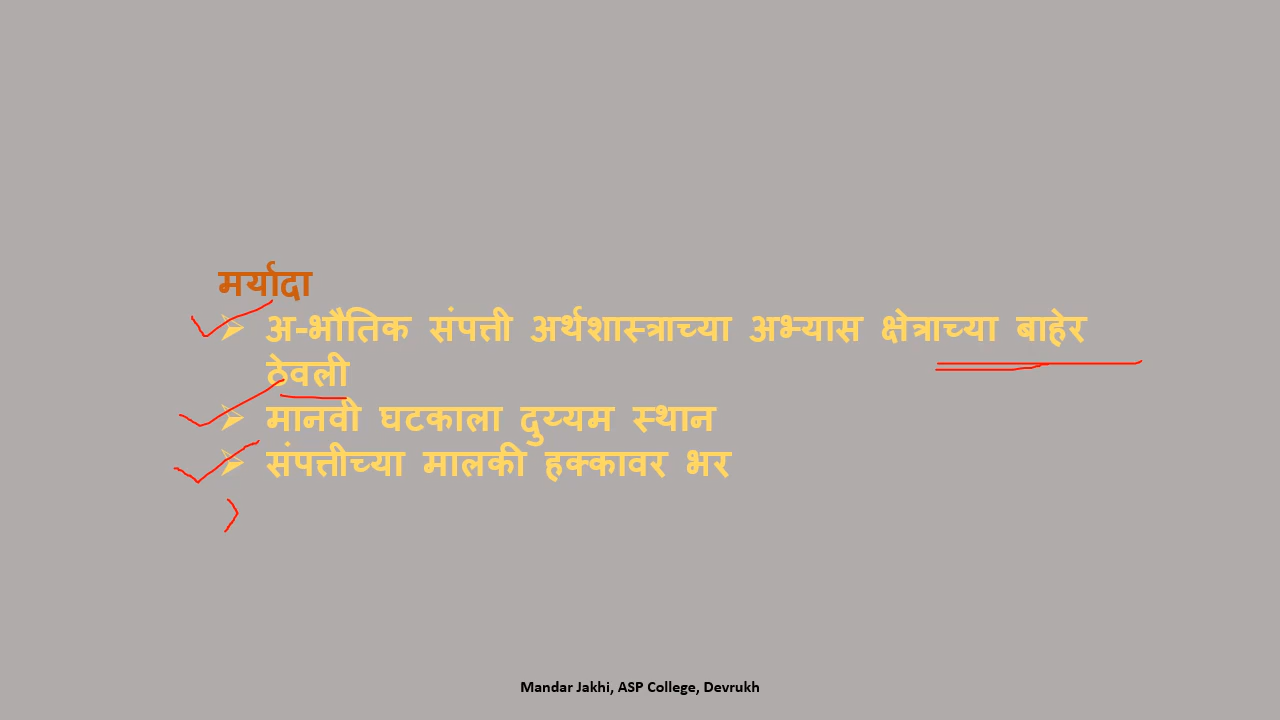 मर्यादा
➢ अ-भौतिक संपत्ती अर्थशास्त्राच्या अभ्यास क्षेत्राच्या बाहेर
ठेवली
➢ मानवी घटकाला दुय्यम स्थान
➢ संपत्तीच्या मालकी हक्कावर भर
Mandar Jakhi, ASP College, Devrukh